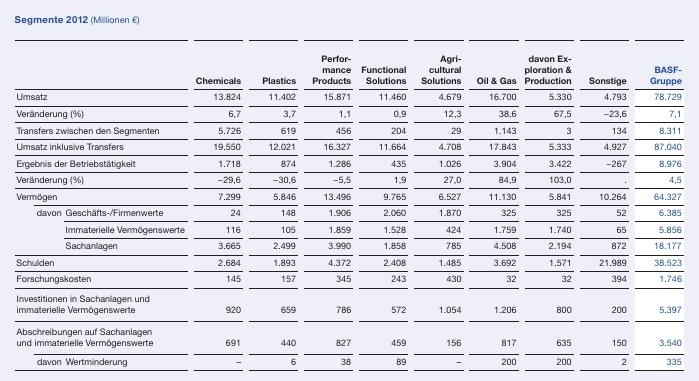 Segmente 2012 (Millionen €)
Chemicals Plastics Perfor-mance Products Functional Solutions Agri-cultural Solutions Oil & Gas davon Ex-ploration & Production Sonstige BASF-Gruppe
Umsatz 13.824 11.402 15.871 11.460 4.679 16.700 5.330 4.793 78.729
Veränderung (%) 6,7 3,7 1,1 0,9 12,3 38,6 67,5 –23,6 7,1
Transfers zwischen den Segmenten 5.726 619 456 204 29 1.143 3 134 8.311
Umsatz inklusive Transfers 19.550 12.021 16.327 11.664 4.708 17.843 5.333 4.927 87.040
Ergebnis der Betriebstätigkeit 1.718 874 1.286 435 1.026 3.904 3.422 –267 8.976
Veränderung (%) –29,6 –30,6 –5,5 1,9 27,0 84,9 103,0 . 4,5
Vermögen 7.299 5.846 13.496 9.765 6.527 11.130 5.841 10.264 64.327
davon Geschäfts-/Firmenwerte 24 148 1.906 2.060 1.870 325 325 52 6.385
Immaterielle Vermögenswerte 116 105 1.859 1.528 424 1.759 1.740 65 5.856
Sachanlagen 3.665 2.499 3.990 1.858 785 4.508 2.194 872 18.177
Schulden 2.684 1.893 4.372 2.408 1.485 3.692 1.571 21.989 38.523
Forschungskosten 145 157 345 243 430 32 32 394 1.746
Investitionen in Sachanlagen und
immaterielle Vermögenswerte 920 659 786 572 1.054 1.206 800 200 5.397
Abschreibungen auf Sachanlagen
und immaterielle Vermögenswerte 691 440 827 459 156 817 635 150 3.540
davon Wertminderung – 6 38 89 – 200 200 2 335